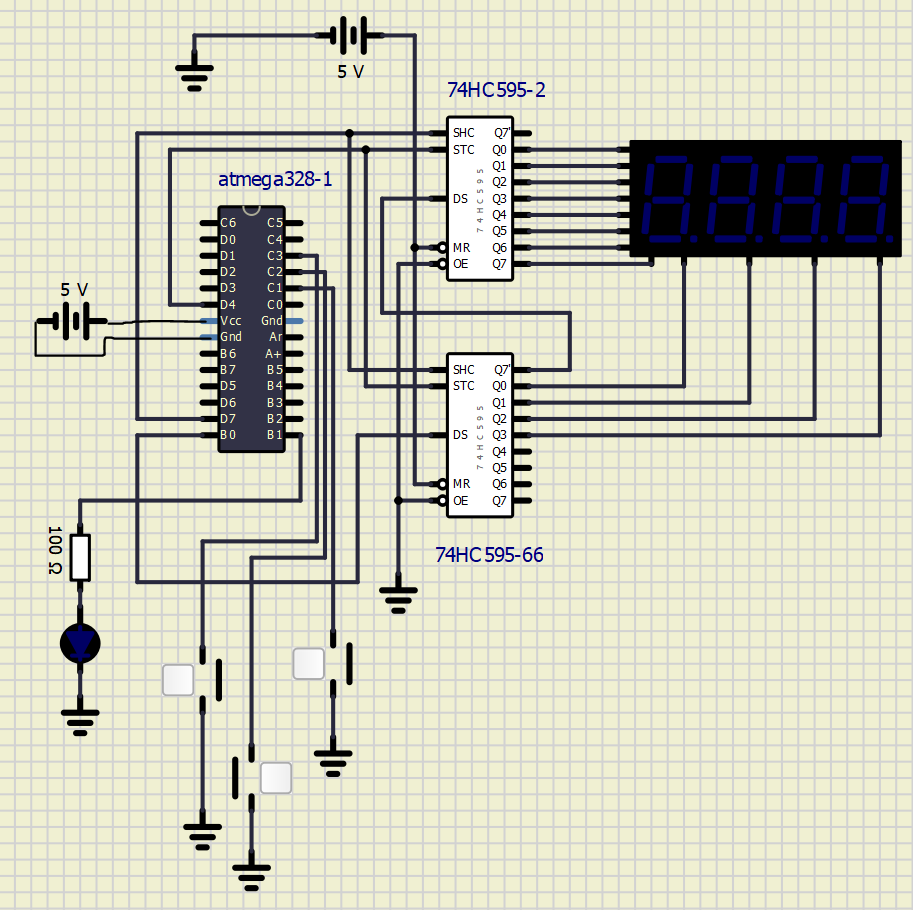 5 V
74HC595-2
SHC Q7'
STC Q0
Q1
Q2
DS Q3
Q4
Q5
MR Q6
OE Q7
74HC595
atmega328-1
C6 C5
D0 C4
D1 C3
D2 C2
D3 C1
D4 C0
Vcc Gnd
Gnd Ar
B6 A+
B7 B5
D5 B4
D6 B3
D7 B2
B0 B1
5 V
SHC Q7'
STC Q0
Q1
Q2
DS Q3
Q4
Q5
MR Q6
OE Q7
74HC595
74HC595-66
100 Ω